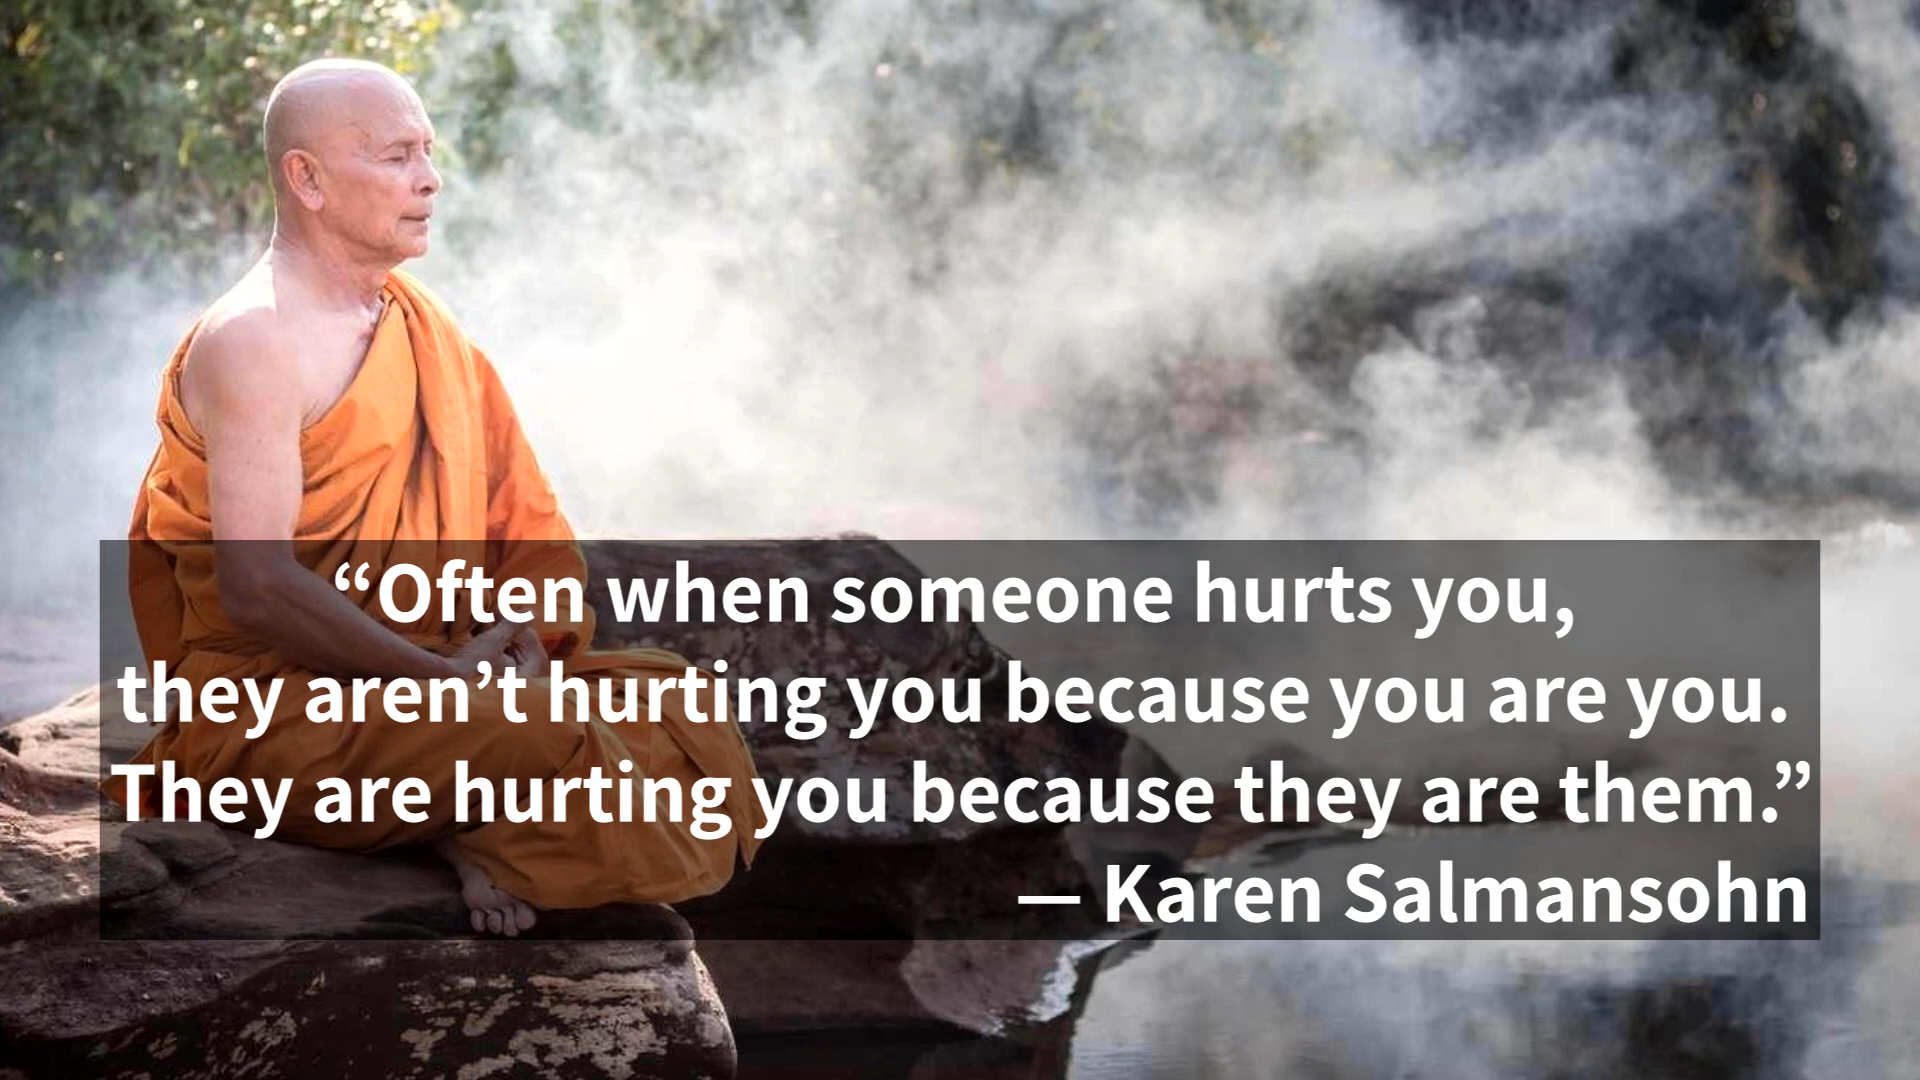 “Often when someone hurts you,
they aren’t hurting you because you are you.
They are hurting you because they are them.”
— Karen Salmansohn